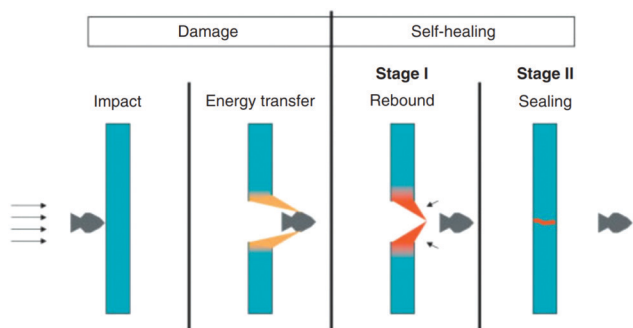 Damage
Self-healing
Stage I
Stage II
Impact
Energy transfer
Rebound
Sealing